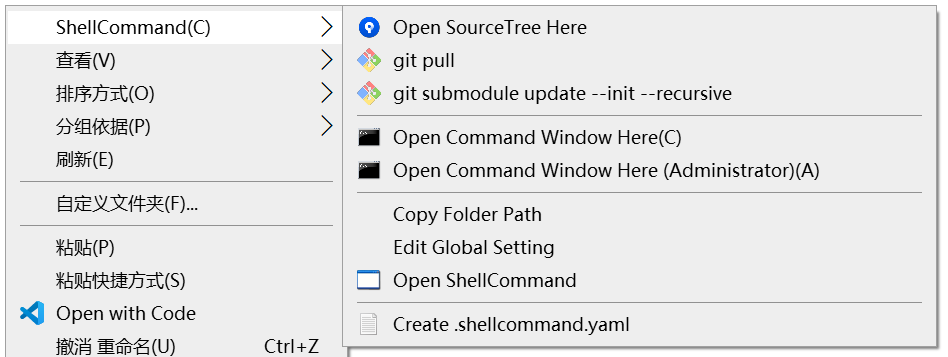 ShellCommand(C)
查看(V)
排序方式(O)
分组依据(P)
刷新(E)
自定义文件夹(F)...
粘贴(P)
粘贴快捷方式(S)
Open with Code
撤消 重命名(U) Ctrl+Z
Open SourceTree Here
git pull
git submodule update --init --recursive
Open Command Window Here(C)
Open Command Window Here (Administrator)(A)
Copy Folder Path
Edit Global Setting
Open ShellCommand
Create .shellcommand.yaml